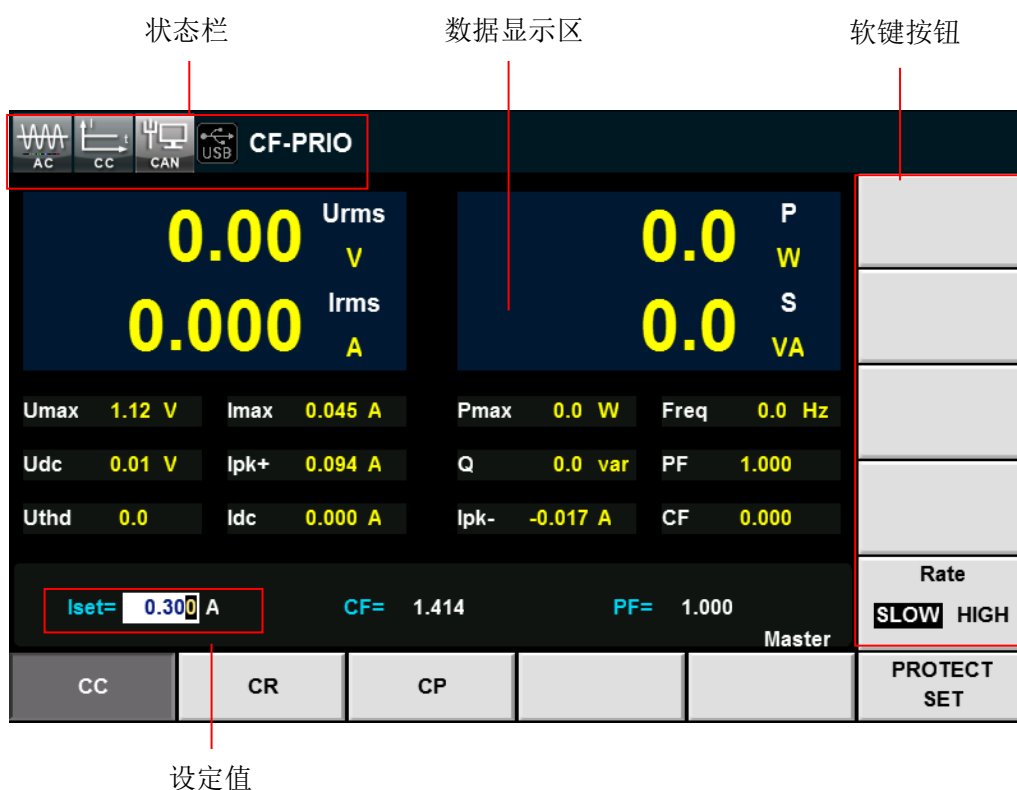 状态栏 数据显示区 软键按钮
AC CC CAN USB CF-PRIO
0.00 Urms V 0.0 P W
0.000 Irms A 0.0 S VA
Umax 1.12 V Imax 0.045 A Pmax 0.0 W Freq 0.0 Hz
Udc 0.01 V Ipk+ 0.094 A Q 0.0 var PF 1.000
Uthd 0.0 Idc 0.000 A Ipk- -0.017 A CF 0.000
Rate
Iset= 0.300 A CF= 1.414 PF= 1.000 SLOW HIGH
Master
CC CR CP PROTECT SET
设定值